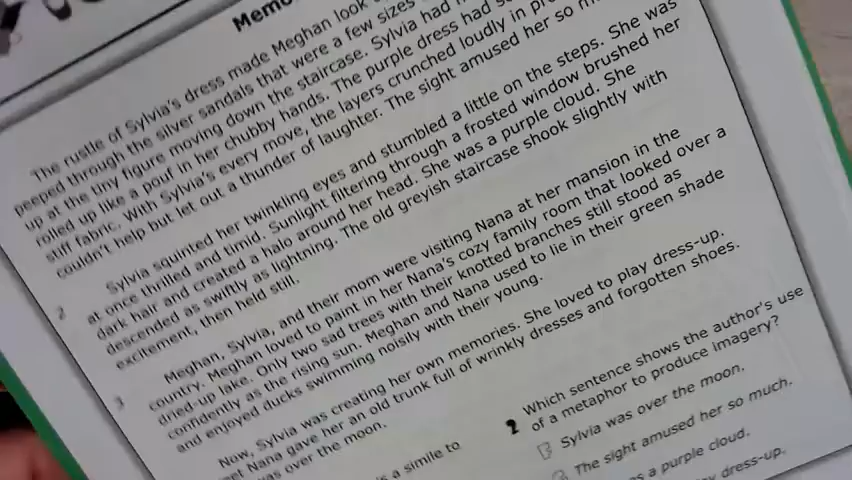 Memo
The rustle of Sylvia's dress made Meghan look
peeped through the silver sandals that were a few sizes
up at the tiny figure moving down the staircase. Sylvia had
rolled up like a pouf in her chubby hands. The purple dress had
stiff fabric. With Sylvia's every move, the layers crunched loudly in
couldn't help but let out a thunder of laughter. The sight amused her so
2 Sylvia squinted her twinkling eyes and stumbled a little on the steps. She was
at once thrilled and timid. Sunlight filtering through a frosted window brushed her
dark hair and created a halo around her head. She was a purple cloud. She
descended as swiftly as lightning. The old greyish staircase shook slightly with
excitement, then held still.
3 Meghan, Sylvia, and their mom were visiting Nana at her mansion in the
country. Meghan loved to paint in her Nana's cozy family room that looked over a
dried-up lake. Only two sad trees with their knotted branches still stood as
confidently as the rising sun. Meghan and Nana used to lie in their green shade
and enjoyed ducks swimming noisily with their young.
Now, Sylvia was creating her own memories. She loved to play dress-up.
Nana gave her an old trunk full of wrinkly dresses and forgotten shoes.
over the moon.
a simile to
2 Which sentence shows the author's use
of a metaphor to produce imagery?
Sylvia was over the moon.
The sight amused her so much.
a purple cloud.
dress-up.